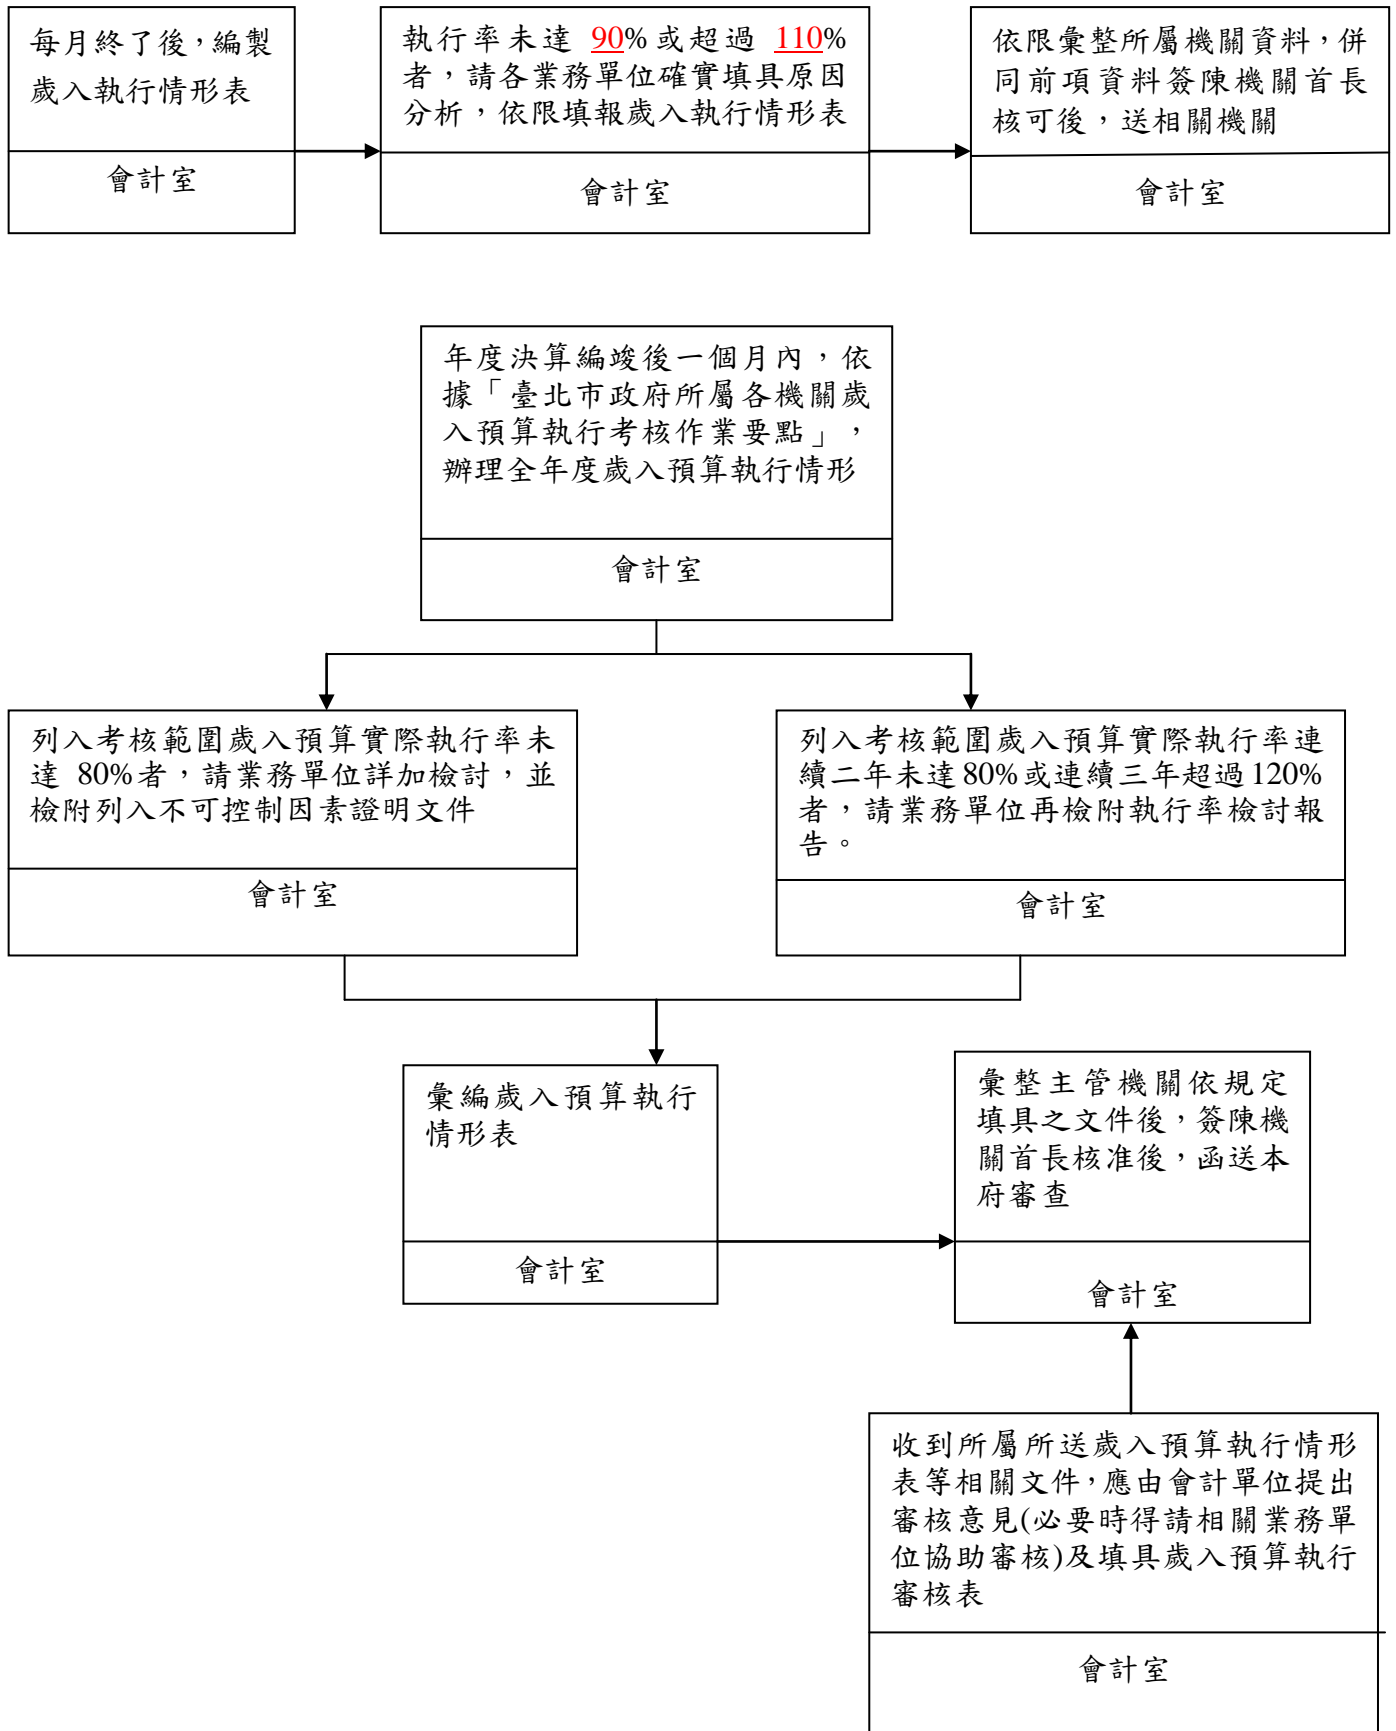 每月終了後，編製
歲入執行情形表
會計室
執行率未達 90%或超過 110%
者，請各業務單位確實填具原因
分析，依限填報歲入執行情形表
會計室
依限彙整所屬機關資料，併
同前項資料簽陳機關首長
核可後，送相關機關
會計室
年度決算編竣後一個月內，依
據「臺北市政府所屬各機關歲
入預算執行考核作業要點」，
辦理全年度歲入預算執行情形
會計室
列入考核範圍歲入預算實際執行率未
達 80%者，請業務單位詳加檢討，並
檢附列入不可控制因素證明文件
會計室
列入考核範圍歲入預算實際執行率連
續二年未達 80%或連續三年超過 120%
者，請業務單位再檢附執行率檢討報
告。
會計室
彙編歲入預算執行
情形表
會計室
彙整主管機關依規定
填具之文件後，簽陳機
關首長核准後，函送本
府審查
會計室
收到所屬所送歲入預算執行情形
表等相關文件，應由會計單位提出
審核意見(必要時得請相關業務單
位協助審核)及填具歲入預算執行
審核表
會計室